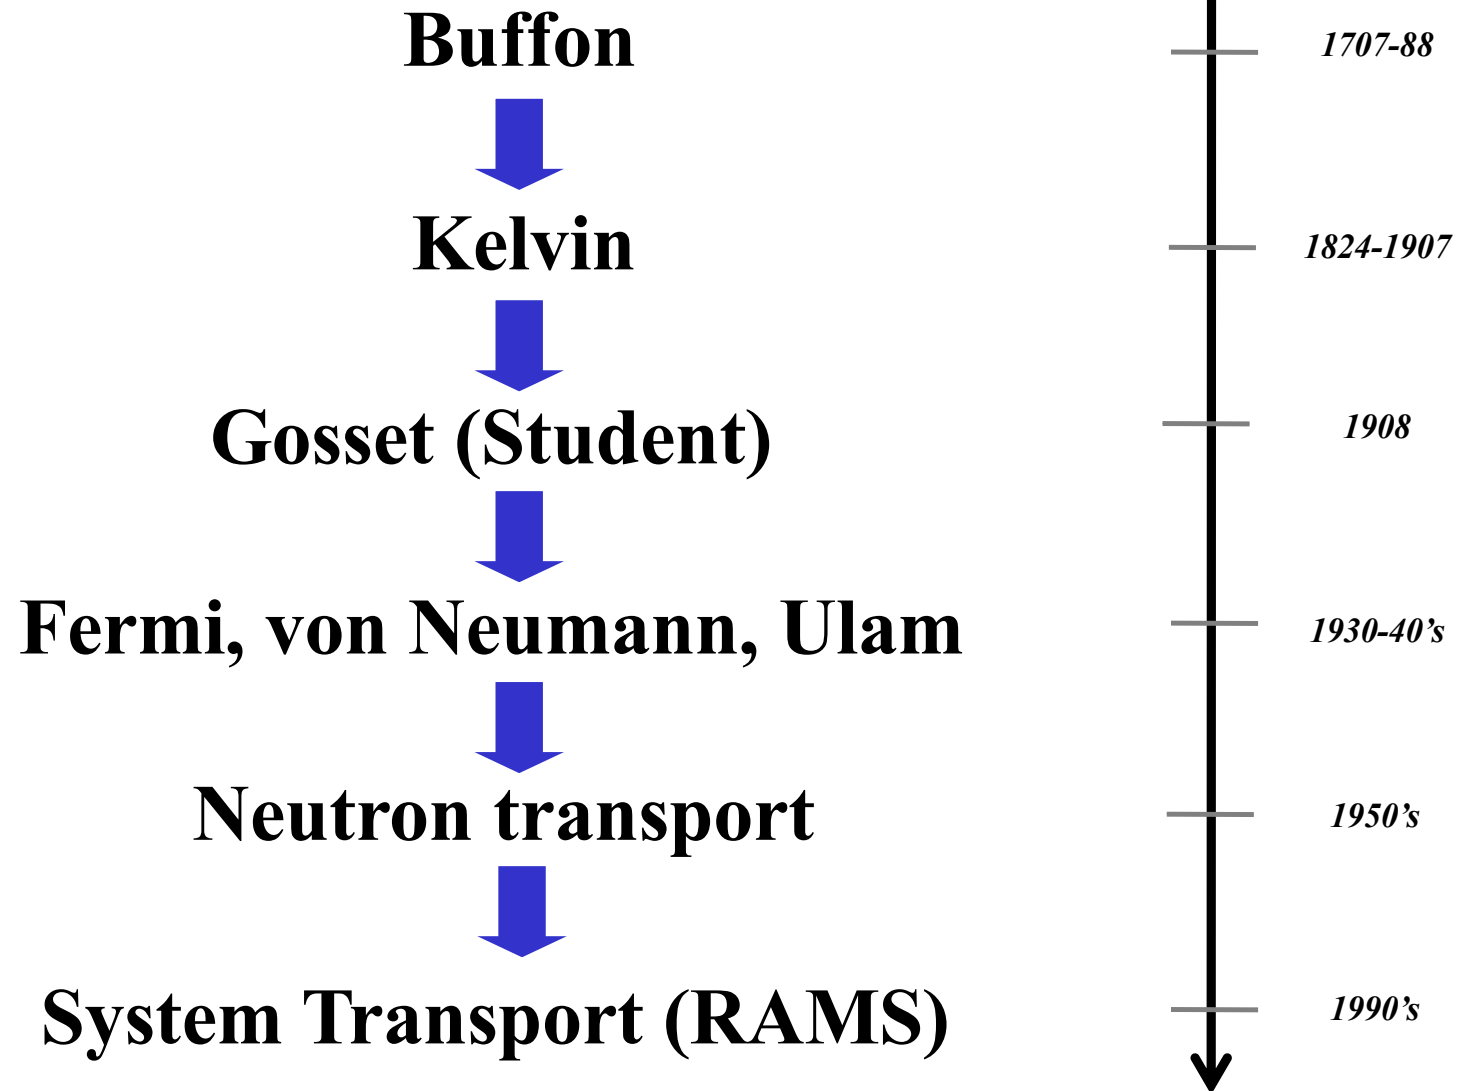 Buffon
1707-88
Kelvin
1824-1907
Gosset (Student)
1908
Fermi, von Neumann, Ulam
1930-40’s
Neutron transport
1950’s
System Transport (RAMS)
1990’s